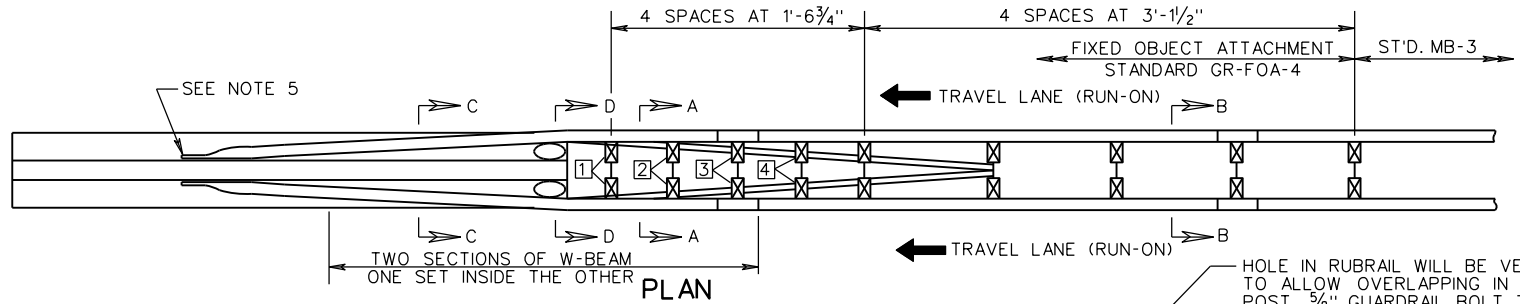 4 SPACES AT 1'-6¾"
4 SPACES AT 3'-1½"
FIXED OBJECT ATTACHMENT
STANDARD GR-FOA-4
ST'D. MB-3
SEE NOTE 5
C
D
A
TRAVEL LANE (RUN-ON)
B
1
2
3
4
C
D
A
B
TWO SECTIONS OF W-BEAM
ONE SET INSIDE THE OTHER
TRAVEL LANE (RUN-ON)
PLAN
HOLE IN RUBRAIL WILL BE VE
TO ALLOW OVERLAPPING IN
POST. ⅝" GUARDRAIL BOLT